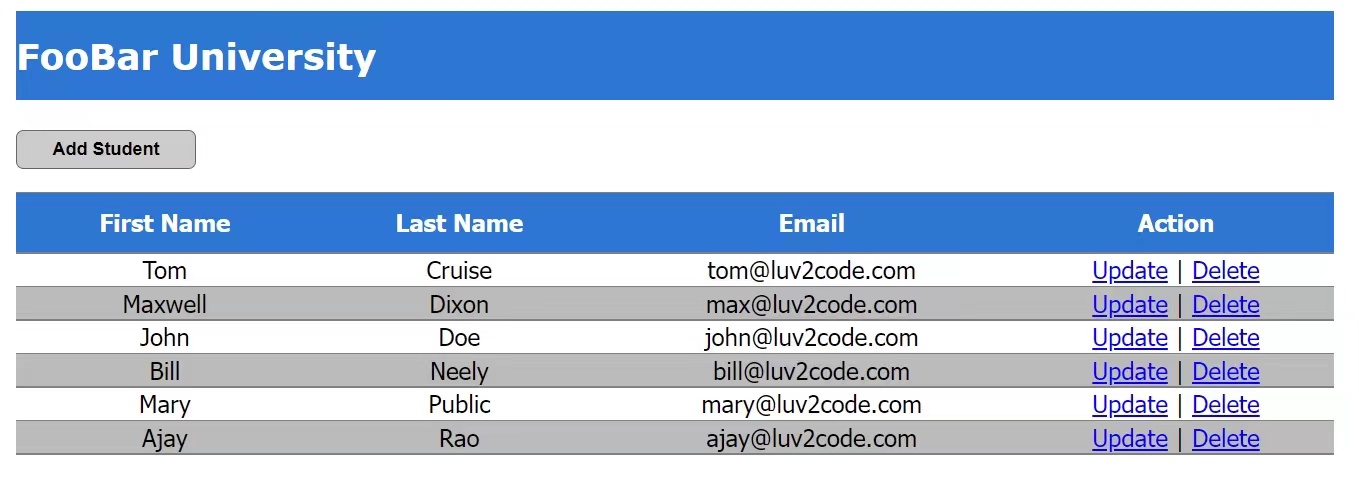 FooBar University
Add Student
First Name Last Name Email Action
Tom Cruise tom@luv2code.com Update | Delete
Maxwell Dixon max@luv2code.com Update | Delete
John Doe john@luv2code.com Update | Delete
Bill Neely bill@luv2code.com Update | Delete
Mary Public mary@luv2code.com Update | Delete
Ajay Rao ajay@luv2code.com Update | Delete